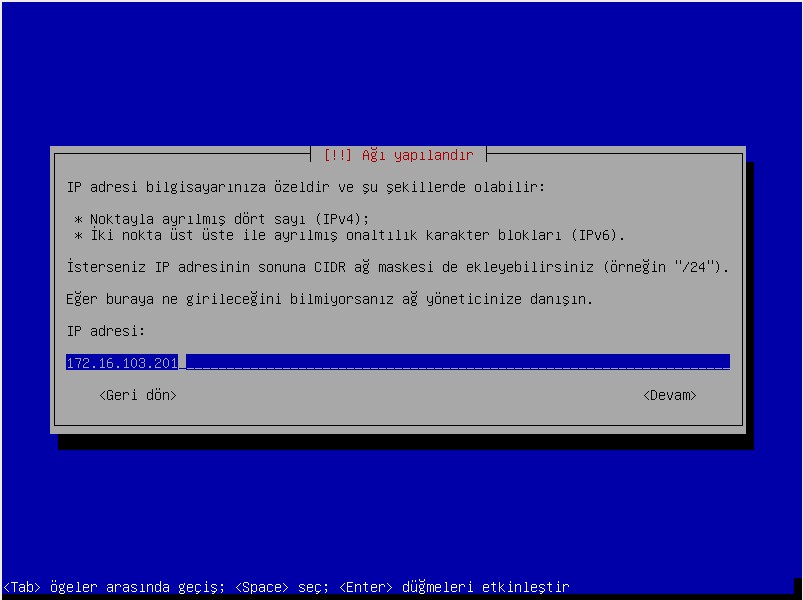 [!!] Ağı yapılandır
IP adresi bilgisayarınıza özeldir ve şu şekillerde olabilir:
* Noktayla ayrılmış dört sayı (IPv4);
* İki nokta üst üste ile ayrılmış onaltılık karakter blokları (IPv6).
İsterseniz IP adresinin sonuna CIDR ağ maskesi de ekleyebilirsiniz (örneğin "/24").
Eğer buraya ne girileceğini bilmiyorsanız ağ yöneticinize danışın.
IP adresi:
172.16.103.201
<Geri dön> <Devam>
<Tab> ögeler arasında geçiş; <Space> seç; <Enter> düğmeleri etkinleştir